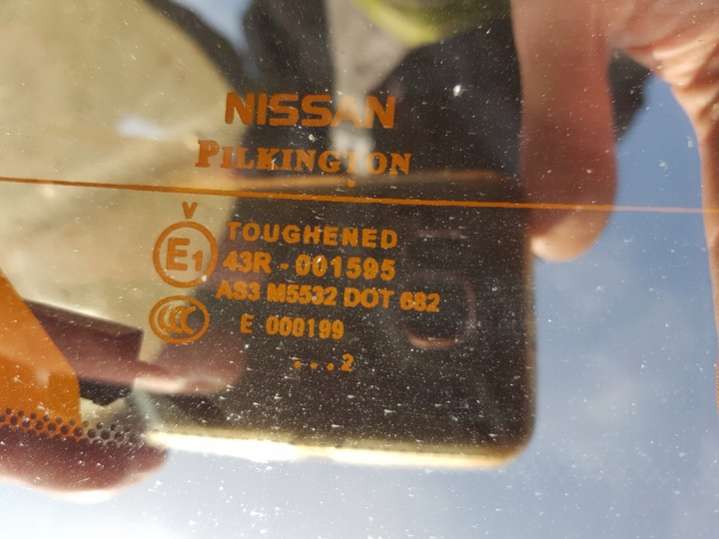 NISSAN
PILKINGTON
V
E1
TOUGHENED
43R - 001595
AS3 M5532 DOT 682
CCC
E 000199
...2